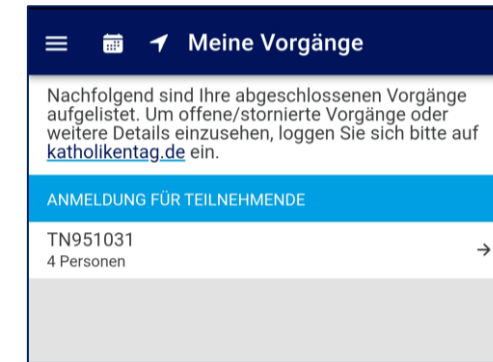 Meine Vorgänge
Nachfolgend sind Ihre abgeschlossenen Vorgänge
aufgelistet. Um offene/stornierte Vorgänge oder
weitere Details einzusehen, loggen Sie sich bitte auf
katholikentag.de ein.
ANMELDUNG FÜR TEILNEHMENDE
TN951031
4 Personen